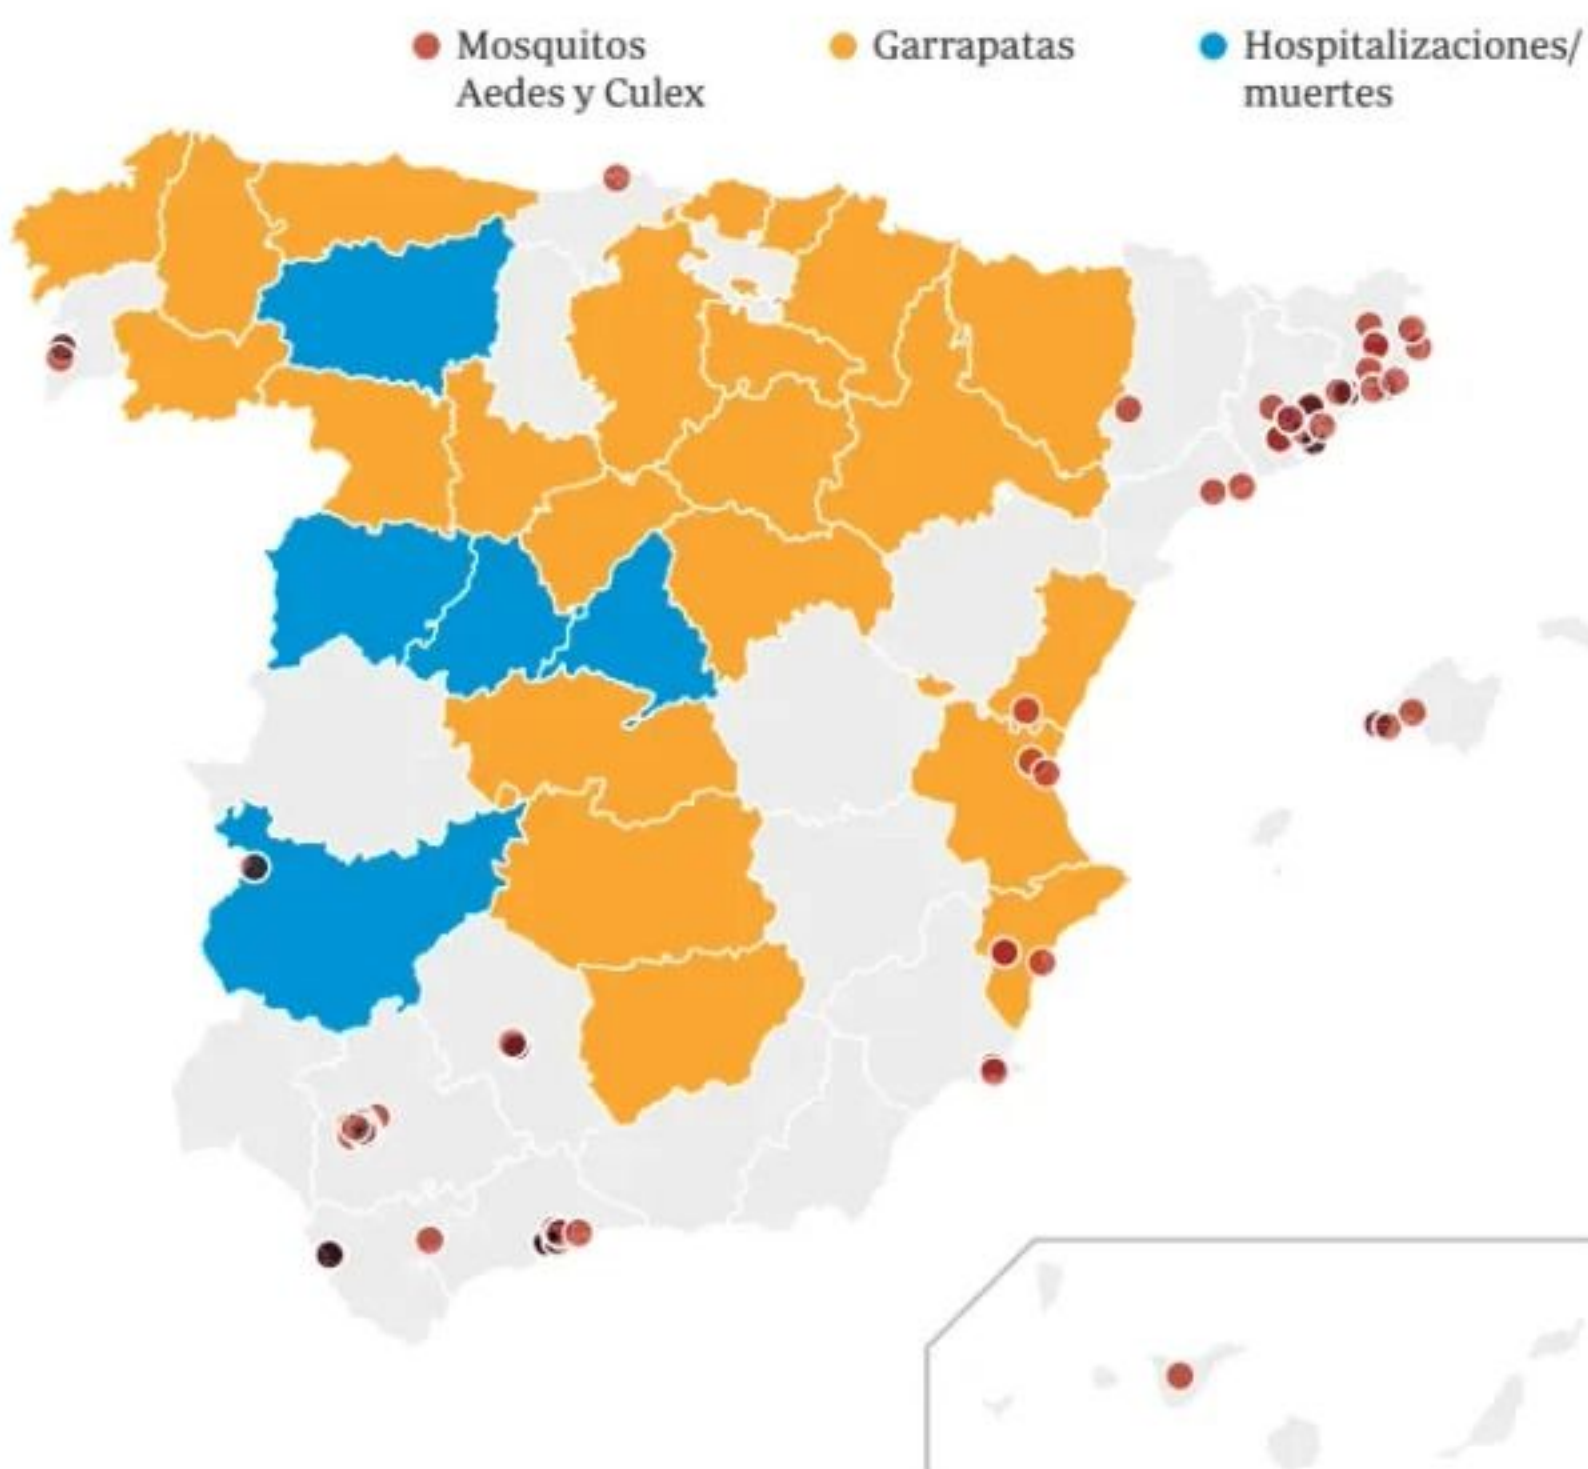 Mosquitos
Aedes y Culex
Garrapatas
Hospitalizaciones/
muertes